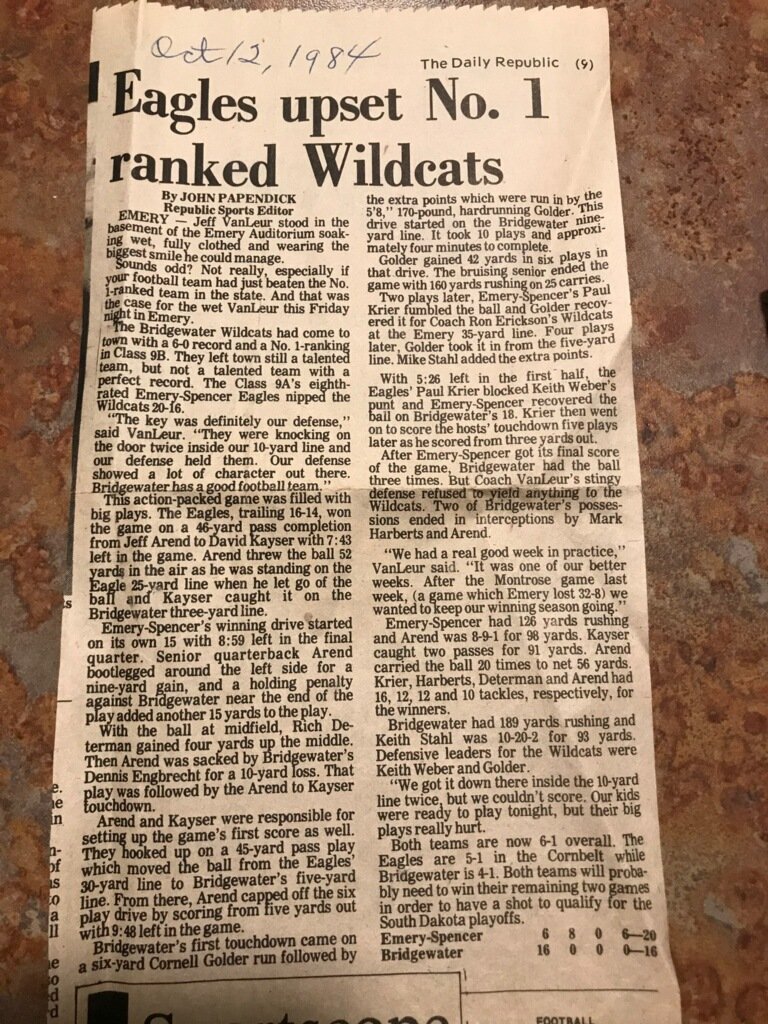 Oct 12, 1984
The Daily Republic (9)
Eagles upset No. 1
ranked Wildcats
By JOHN PAPENDICK
Republic Sports Editor
EMERY — Jeff VanLeur stood in the
basement of the Emery Auditorium soak-
ing wet, fully clothed and wearing the
biggest smile he could manage.
Sounds odd? Not really, especially if
your football team had just beaten the No.
1-ranked team in the state. And that was
the case for the wet VanLeur this Friday
night in Emery.
The Bridgewater Wildcats had come to
town with a 6-0 record and a No. 1-ranking
in Class 9B. They left town still a talented
team, but not a talented team with a
perfect record. The Class 9A's eighth-
rated Emery-Spencer Eagles nipped the
Wildcats 20-16.
"The key was definitely our defense,"
said VanLeur. "They were knocking on
the door twice inside our 10-yard line and
our defense held them. Our defense
showed a lot of character out there.
Bridgewater has a good football team."
This action-packed game was filled with
big plays. The Eagles, trailing 16-14, won
the game on a 46-yard pass completion
from Jeff Arend to David Kayser with 7:43
left in the game. Arend threw the ball 52
yards in the air as he was standing on the
Eagle 25-yard line when he let go of the
ball and Kayser caught it on the
Bridgewater three-yard line.
Emery-Spencer's winning drive started
on its own 15 with 8:59 left in the final
quarter. Senior quarterback Arend
bootlegged around the left side for a
nine-yard gain, and a holding penalty
against Bridgewater near the end of the
play added another 15 yards to the play.
With the ball at midfield, Rich De-
terman gained four yards up the middle.
Then Arend was sacked by Bridgewater's
Dennis Engbrecht for a 10-yard loss. That
play was followed by the Arend to Kayser
touchdown.
Arend and Kayser were responsible for
setting up the game's first score as well.
They hooked up on a 45-yard pass play
which moved the ball from the Eagles'
30-yard line to Bridgewater's five-yard
line. From there, Arend capped off the six
play drive by scoring from five yards out
with 9:48 left in the game.
Bridgewater's first touchdown came on
a six-yard Cornell Golder run followed by
the extra points which were run in by the
5'8," 170-pound, hardrunning Golder. This
drive started on the Bridgewater nine-
yard line. It took 10 plays and approxi-
mately four minutes to complete.
Golder gained 42 yards in six plays in
that drive. The bruising senior ended the
game with 160 yards rushing on 25 carries.
Two plays later, Emery-Spencer's Paul
Krier fumbled the ball and Golder recov-
ered it for Coach Ron Erickson's Wildcats
at the Emery 35-yard line. Four plays
later, Golder took it in from the five-yard
line. Mike Stahl added the extra points.
With 5:26 left in the first half, the
Eagles' Paul Krier blocked Keith Weber's
punt and Emery-Spencer recovered the
ball on Bridgewater's 18. Krier then went
on to score the hosts' touchdown five plays
later as he scored from three yards out.
After Emery-Spencer got its final score
of the game, Bridgewater had the ball
three times. But Coach VanLeur's stingy
defense refused to yield anything to the
Wildcats. Two of Bridgewater's posses-
sions ended in interceptions by Mark
Harberts and Arend.
"We had a real good week in practice,"
VanLeur said. "It was one of our better
weeks. After the Montrose game last
week, (a game which Emery lost 32-8) we
wanted to keep our winning season going."
Emery-Spencer had 126 yards rushing
and Arend was 8-9-1 for 98 yards. Kayser
caught two passes for 91 yards. Arend
carried the ball 20 times to net 56 yards.
Krier, Harberts, Determan and Arend had
16, 12, 12 and 10 tackles, respectively, for
the winners.
Bridgewater had 189 yards rushing and
Keith Stahl was 10-20-2 for 93 yards.
Defensive leaders for the Wildcats were
Keith Weber and Golder.
"We got it down there inside the 10-yard
line twice, but we couldn't score. Our kids
were ready to play tonight, but their big
plays really hurt.
Both teams are now 6-1 overall. The
Eagles are 5-1 in the Cornbelt while
Bridgewater is 4-1. Both teams will proba-
bly need to win their remaining two games
in order to have a shot to qualify for the
South Dakota playoffs.
Emery-Spencer 6 8 0 6—20
Bridgewater 16 0 0 0—16
FOOTBALL